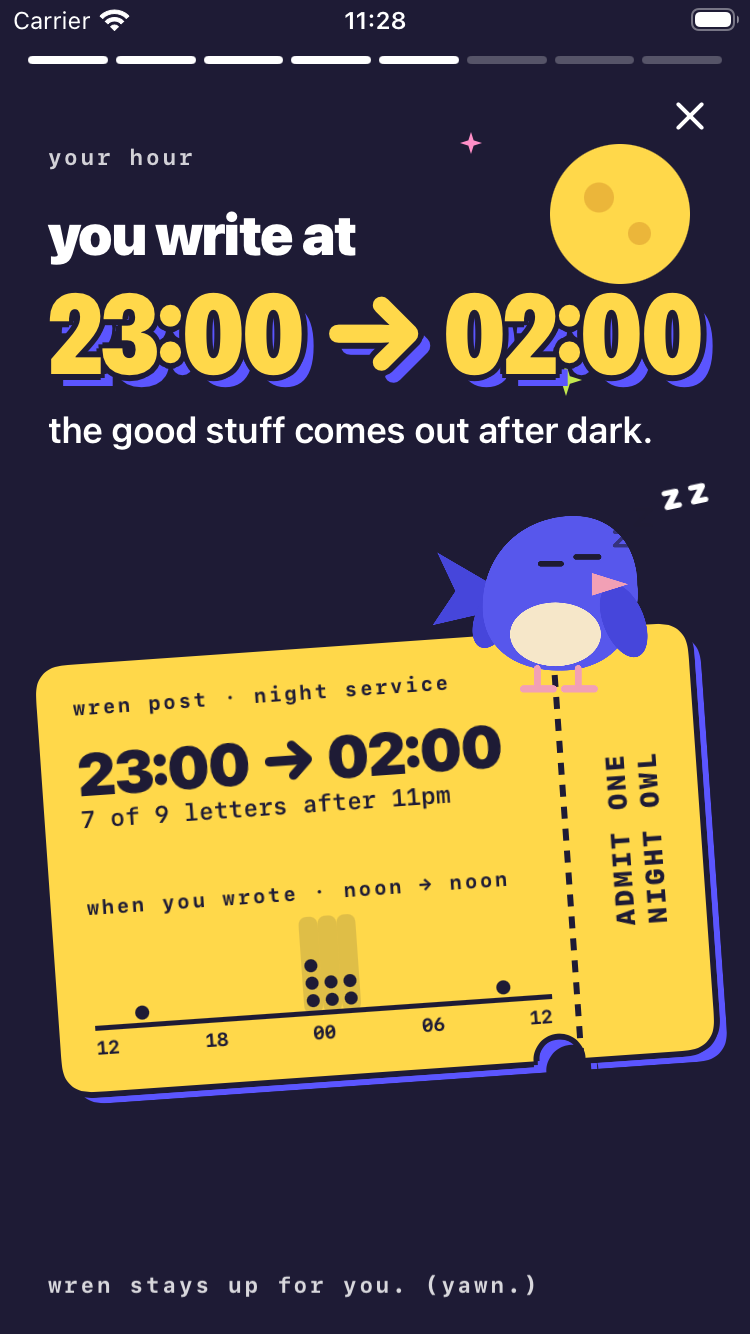 Carrier
11:28
your hour
you write at
23:00 → 02:00
the good stuff comes out after dark.
z z
z
wren post · night service
23:00 → 02:00
7 of 9 letters after 11pm
ADMIT ONE
NIGHT OWL
when you wrote · noon → noon
12 18 00 06 12
wren stays up for you. (yawn.)